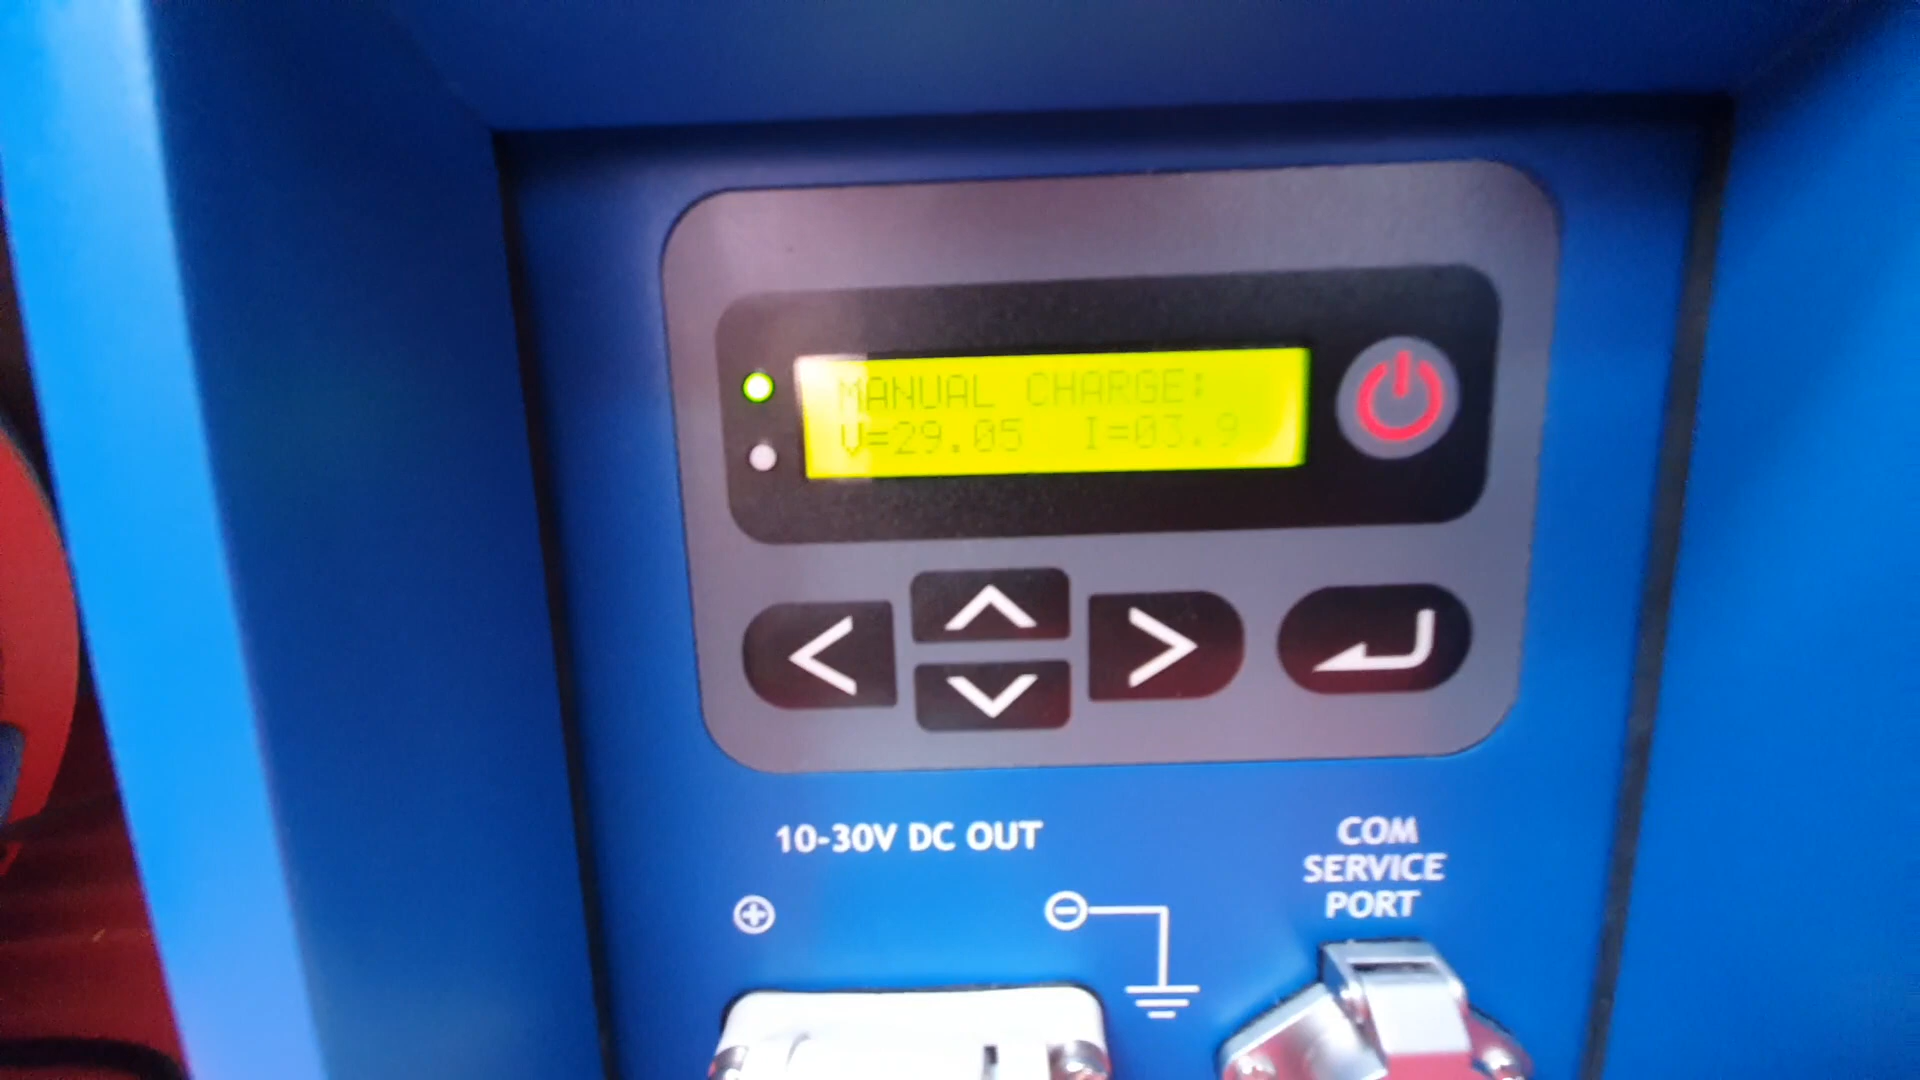 MANUAL CHARGE:
V=29.05 I=03.9
10-30V DC OUT
COM
SERVICE
PORT